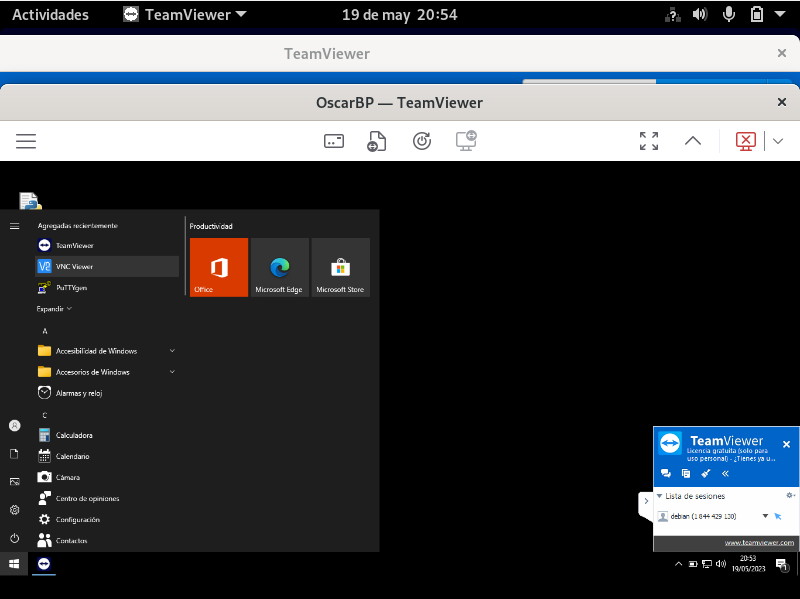 Actividades TeamViewer 19 de may 20:54
TeamViewer
OscarBP — TeamViewer
Agregadas recientemente
TeamViewer
VNC Viewer
PuTTYgen
Expandir
A
Accesibilidad de Windows
Accesorios de Windows
Alarmas y reloj
C
Calculadora
Calendario
Cámara
Centro de opiniones
Configuración
Contactos
Productividad
Office
Microsoft Edge
Microsoft Store
TeamViewer
Licencia gratuita (solo para
uso personal) - ¿Tienes ya u...
Lista de sesiones
debian (1 844 429 130)
www.teamviewer.com
20:53
19/05/2023
1